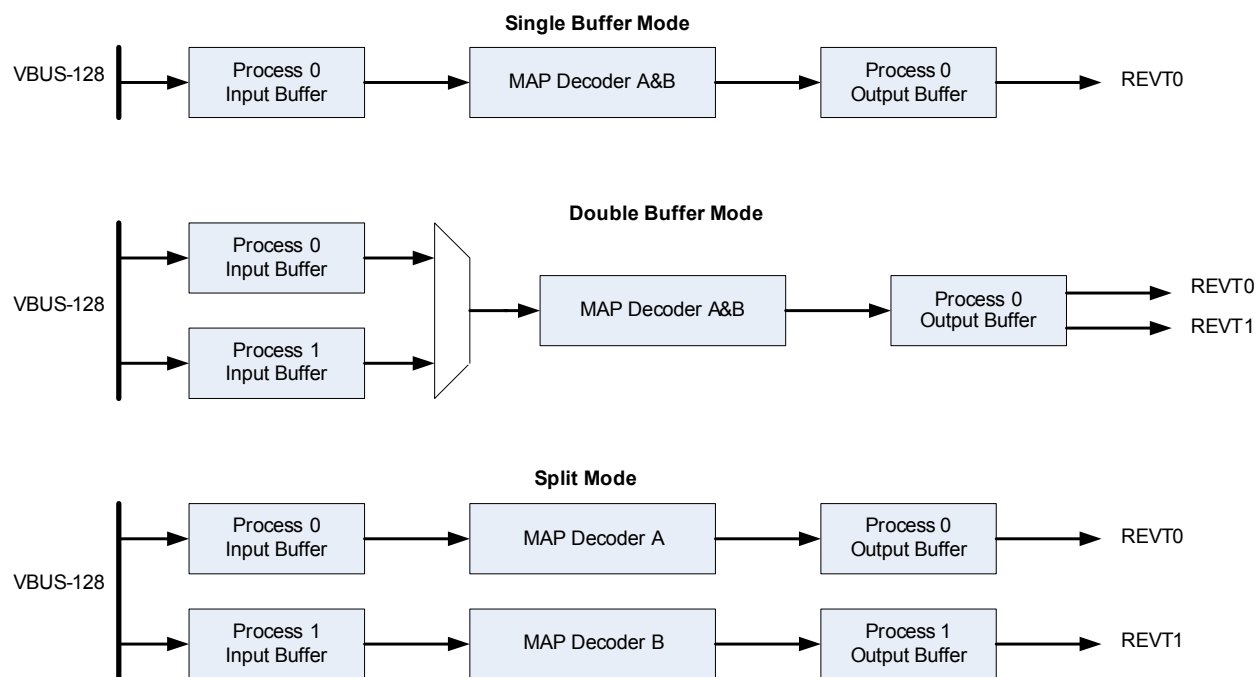 Single Buffer Mode
VBUS-128
Process 0
Input Buffer
MAP Decoder A&B
Process 0
Output Buffer
REVT0
Double Buffer Mode
VBUS-128
Process 0
Input Buffer
Process 1
Input Buffer
MAP Decoder A&B
Process 0
Output Buffer
REVT0
REVT1
Split Mode
VBUS-128
Process 0
Input Buffer
MAP Decoder A
Process 0
Output Buffer
REVT0
Process 1
Input Buffer
MAP Decoder B
Process 1
Output Buffer
REVT1